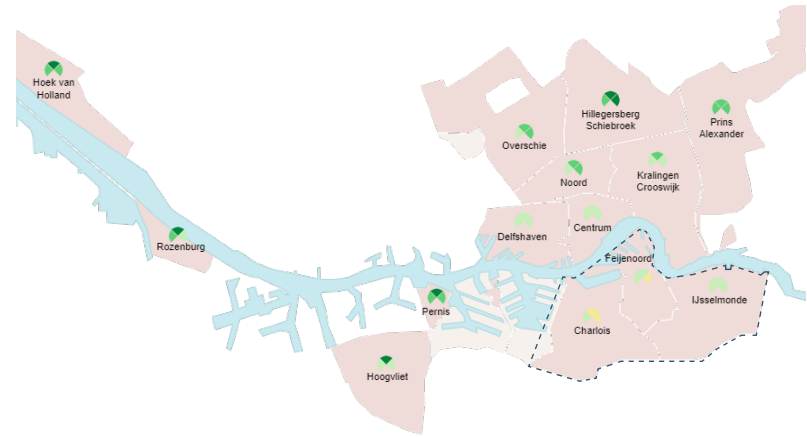 Hoek van
Holland
Hillegersberg
Schiebroek
Prins
Alexander
Overschie
Noord
Kralingen
Crooswijk
Rozenburg
Delfshaven
Centrum
Feijenoord
Pernis
IJsselmonde
Charlois
Hoogvliet